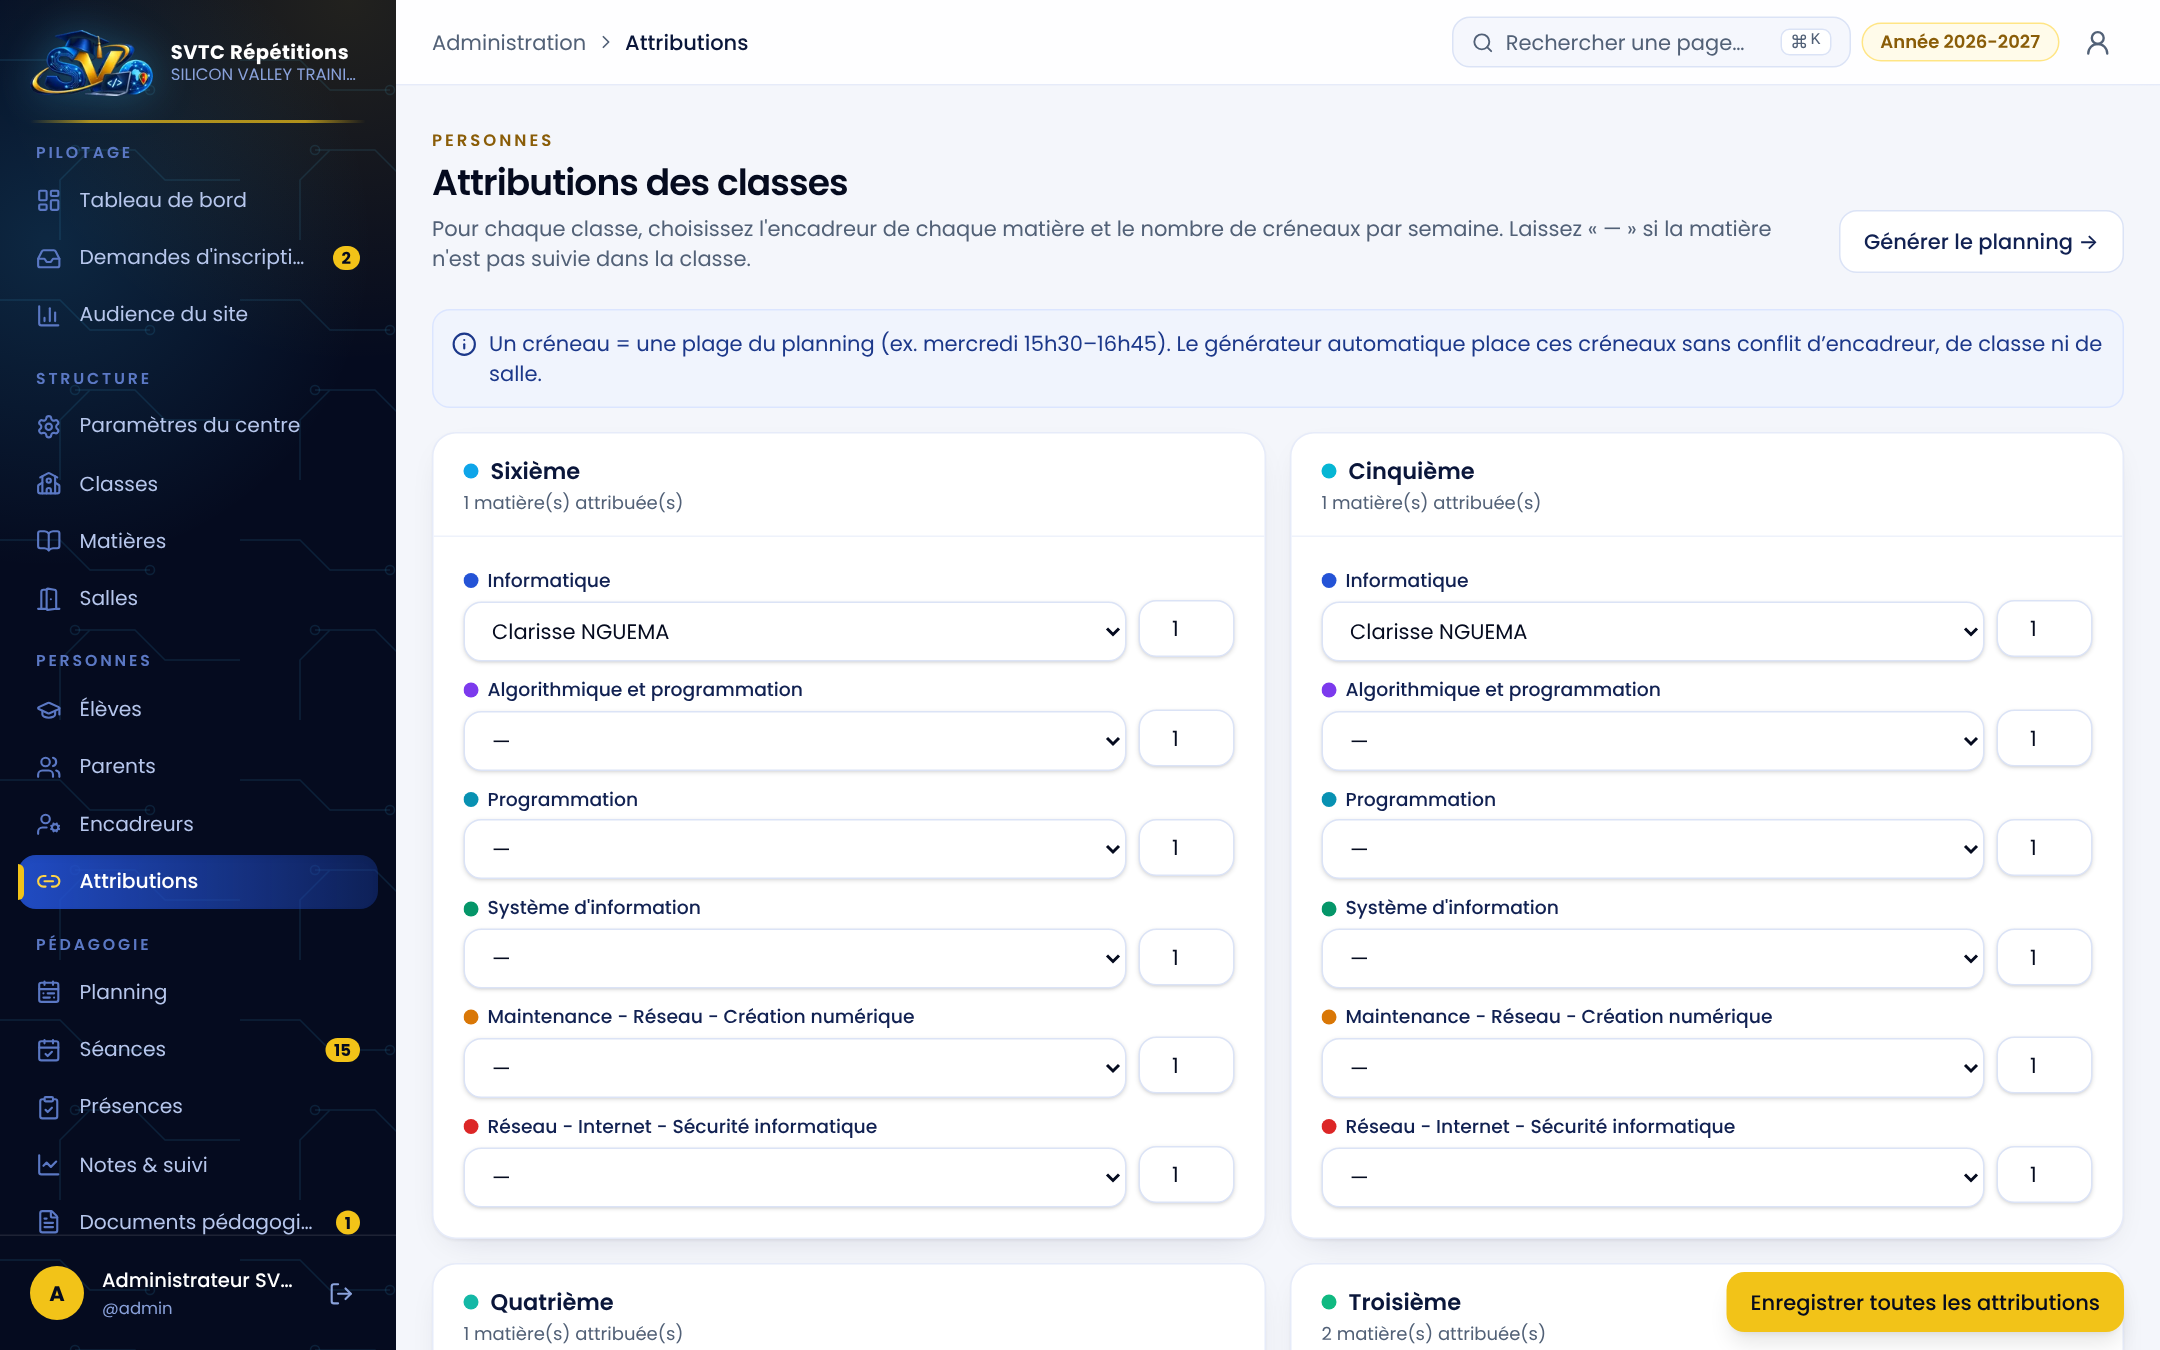 SVTC Répétitions
SILICON VALLEY TRAINI...
PILOTAGE
Tableau de bord
Demandes d'inscripti... 2
Audience du site
STRUCTURE
Paramètres du centre
Classes
Matières
Salles
PERSONNES
Élèves
Parents
Encadreurs
Attributions
PÉDAGOGIE
Planning
Séances 15
Présences
Notes & suivi
Documents pédagogi... 1
A
Administrateur SV...
@admin
Administration > Attributions
Rechercher une page... ⌘ K
Année 2026-2027
PERSONNES
Attributions des classes
Pour chaque classe, choisissez l'encadreur de chaque matière et le nombre de créneaux par semaine. Laissez « — » si la matière
n'est pas suivie dans la classe.
Générer le planning →
Un créneau = une plage du planning (ex. mercredi 15h30–16h45). Le générateur automatique place ces créneaux sans conflit d’encadreur, de classe ni de
salle.
Sixième
1 matière(s) attribuée(s)
Informatique
Clarisse NGUEMA 1
Algorithmique et programmation
— 1
Programmation
— 1
Système d'information
— 1
Maintenance - Réseau - Création numérique
— 1
Réseau - Internet - Sécurité informatique
— 1
Cinquième
1 matière(s) attribuée(s)
Informatique
Clarisse NGUEMA 1
Algorithmique et programmation
— 1
Programmation
— 1
Système d'information
— 1
Maintenance - Réseau - Création numérique
— 1
Réseau - Internet - Sécurité informatique
— 1
Quatrième
1 matière(s) attribuée(s)
Troisième
2 matière(s) attribuée(s)
Enregistrer toutes les attributions